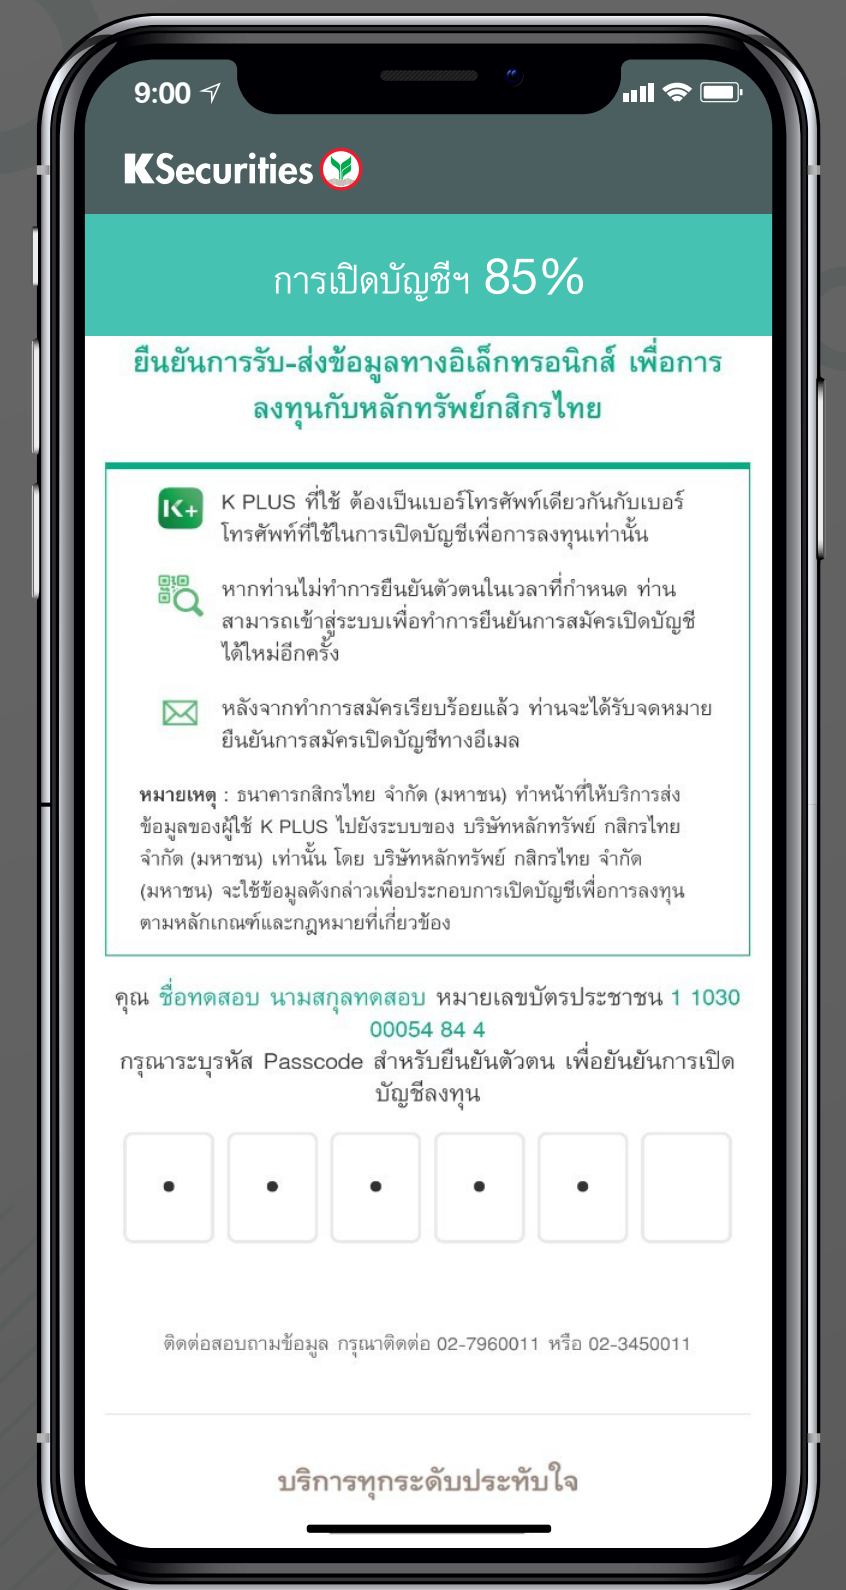 9:00
KSecurities
การเปิดบัญชีฯ 85%
ยืนยันการรับ-ส่งข้อมูลทางอิเล็กทรอนิกส์ เพื่อการ
ลงทุนกับหลักทรัพย์กสิกรไทย
K+
K PLUS ที่ใช้ ต้องเป็นเบอร์โทรศัพท์เดียวกันกับเบอร์
โทรศัพท์ที่ใช้ในการเปิดบัญชีเพื่อการลงทุนเท่านั้น
หากท่านไม่ทำการยืนยันตัวตนในเวลาที่กำหนด ท่าน
สามารถเข้าสู่ระบบเพื่อทำการยืนยันการสมัครเปิดบัญชี
ได้ใหม่อีกครั้ง
หลังจากทำการสมัครเรียบร้อยแล้ว ท่านจะได้รับจดหมาย
ยืนยันการสมัครเปิดบัญชีทางอีเมล
หมายเหตุ : ธนาคารกสิกรไทย จำกัด (มหาชน) ทำหน้าที่ให้บริการส่ง
ข้อมูลของผู้ใช้ K PLUS ไปยังระบบของ บริษัทหลักทรัพย์ กสิกรไทย
จำกัด (มหาชน) เท่านั้น โดย บริษัทหลักทรัพย์ กสิกรไทย จำกัด
(มหาชน) จะใช้ข้อมูลดังกล่าวเพื่อประกอบการเปิดบัญชีเพื่อการลงทุน
ตามหลักเกณฑ์และกฎหมายที่เกี่ยวข้อง
คุณ ชื่อทดสอบ นามสกุลทดสอบ หมายเลขบัตรประชาชน 1 1030
00054 84 4
กรุณาระบุรหัส Passcode สำหรับยืนยันตัวตน เพื่อยันยันการเปิด
บัญชีลงทุน
ติดต่อสอบถามข้อมูล กรุณาติดต่อ 02-7960011 หรือ 02-3450011
บริการทุกระดับประทับใจ